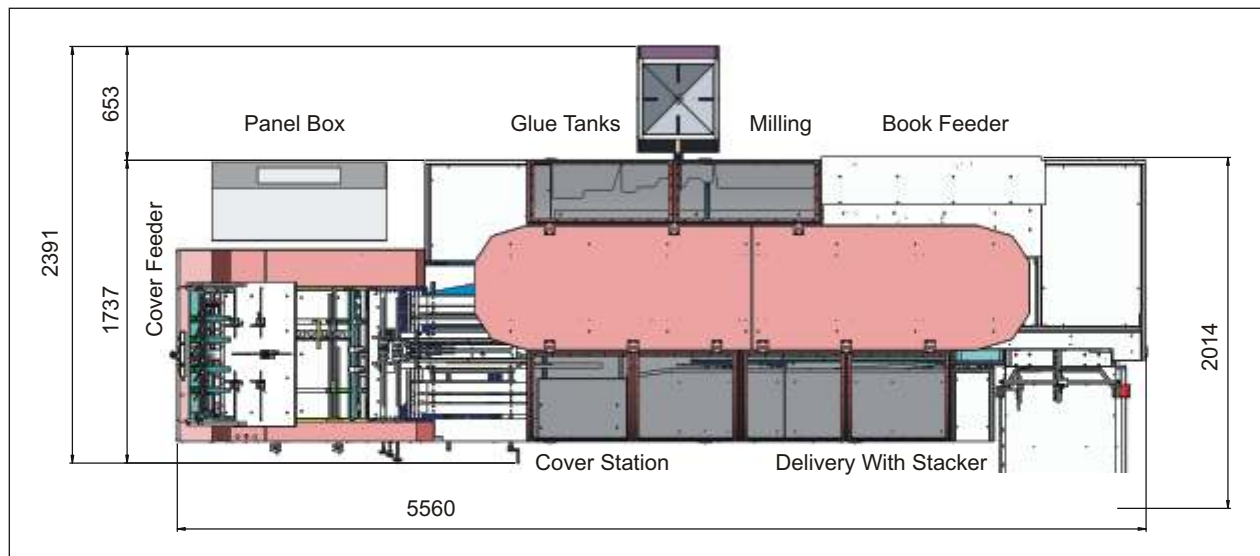 653
Panel Box
Glue Tanks
Milling
Book Feeder
2391
1737
Cover Feeder
2014
Cover Station
Delivery With Stacker
5560